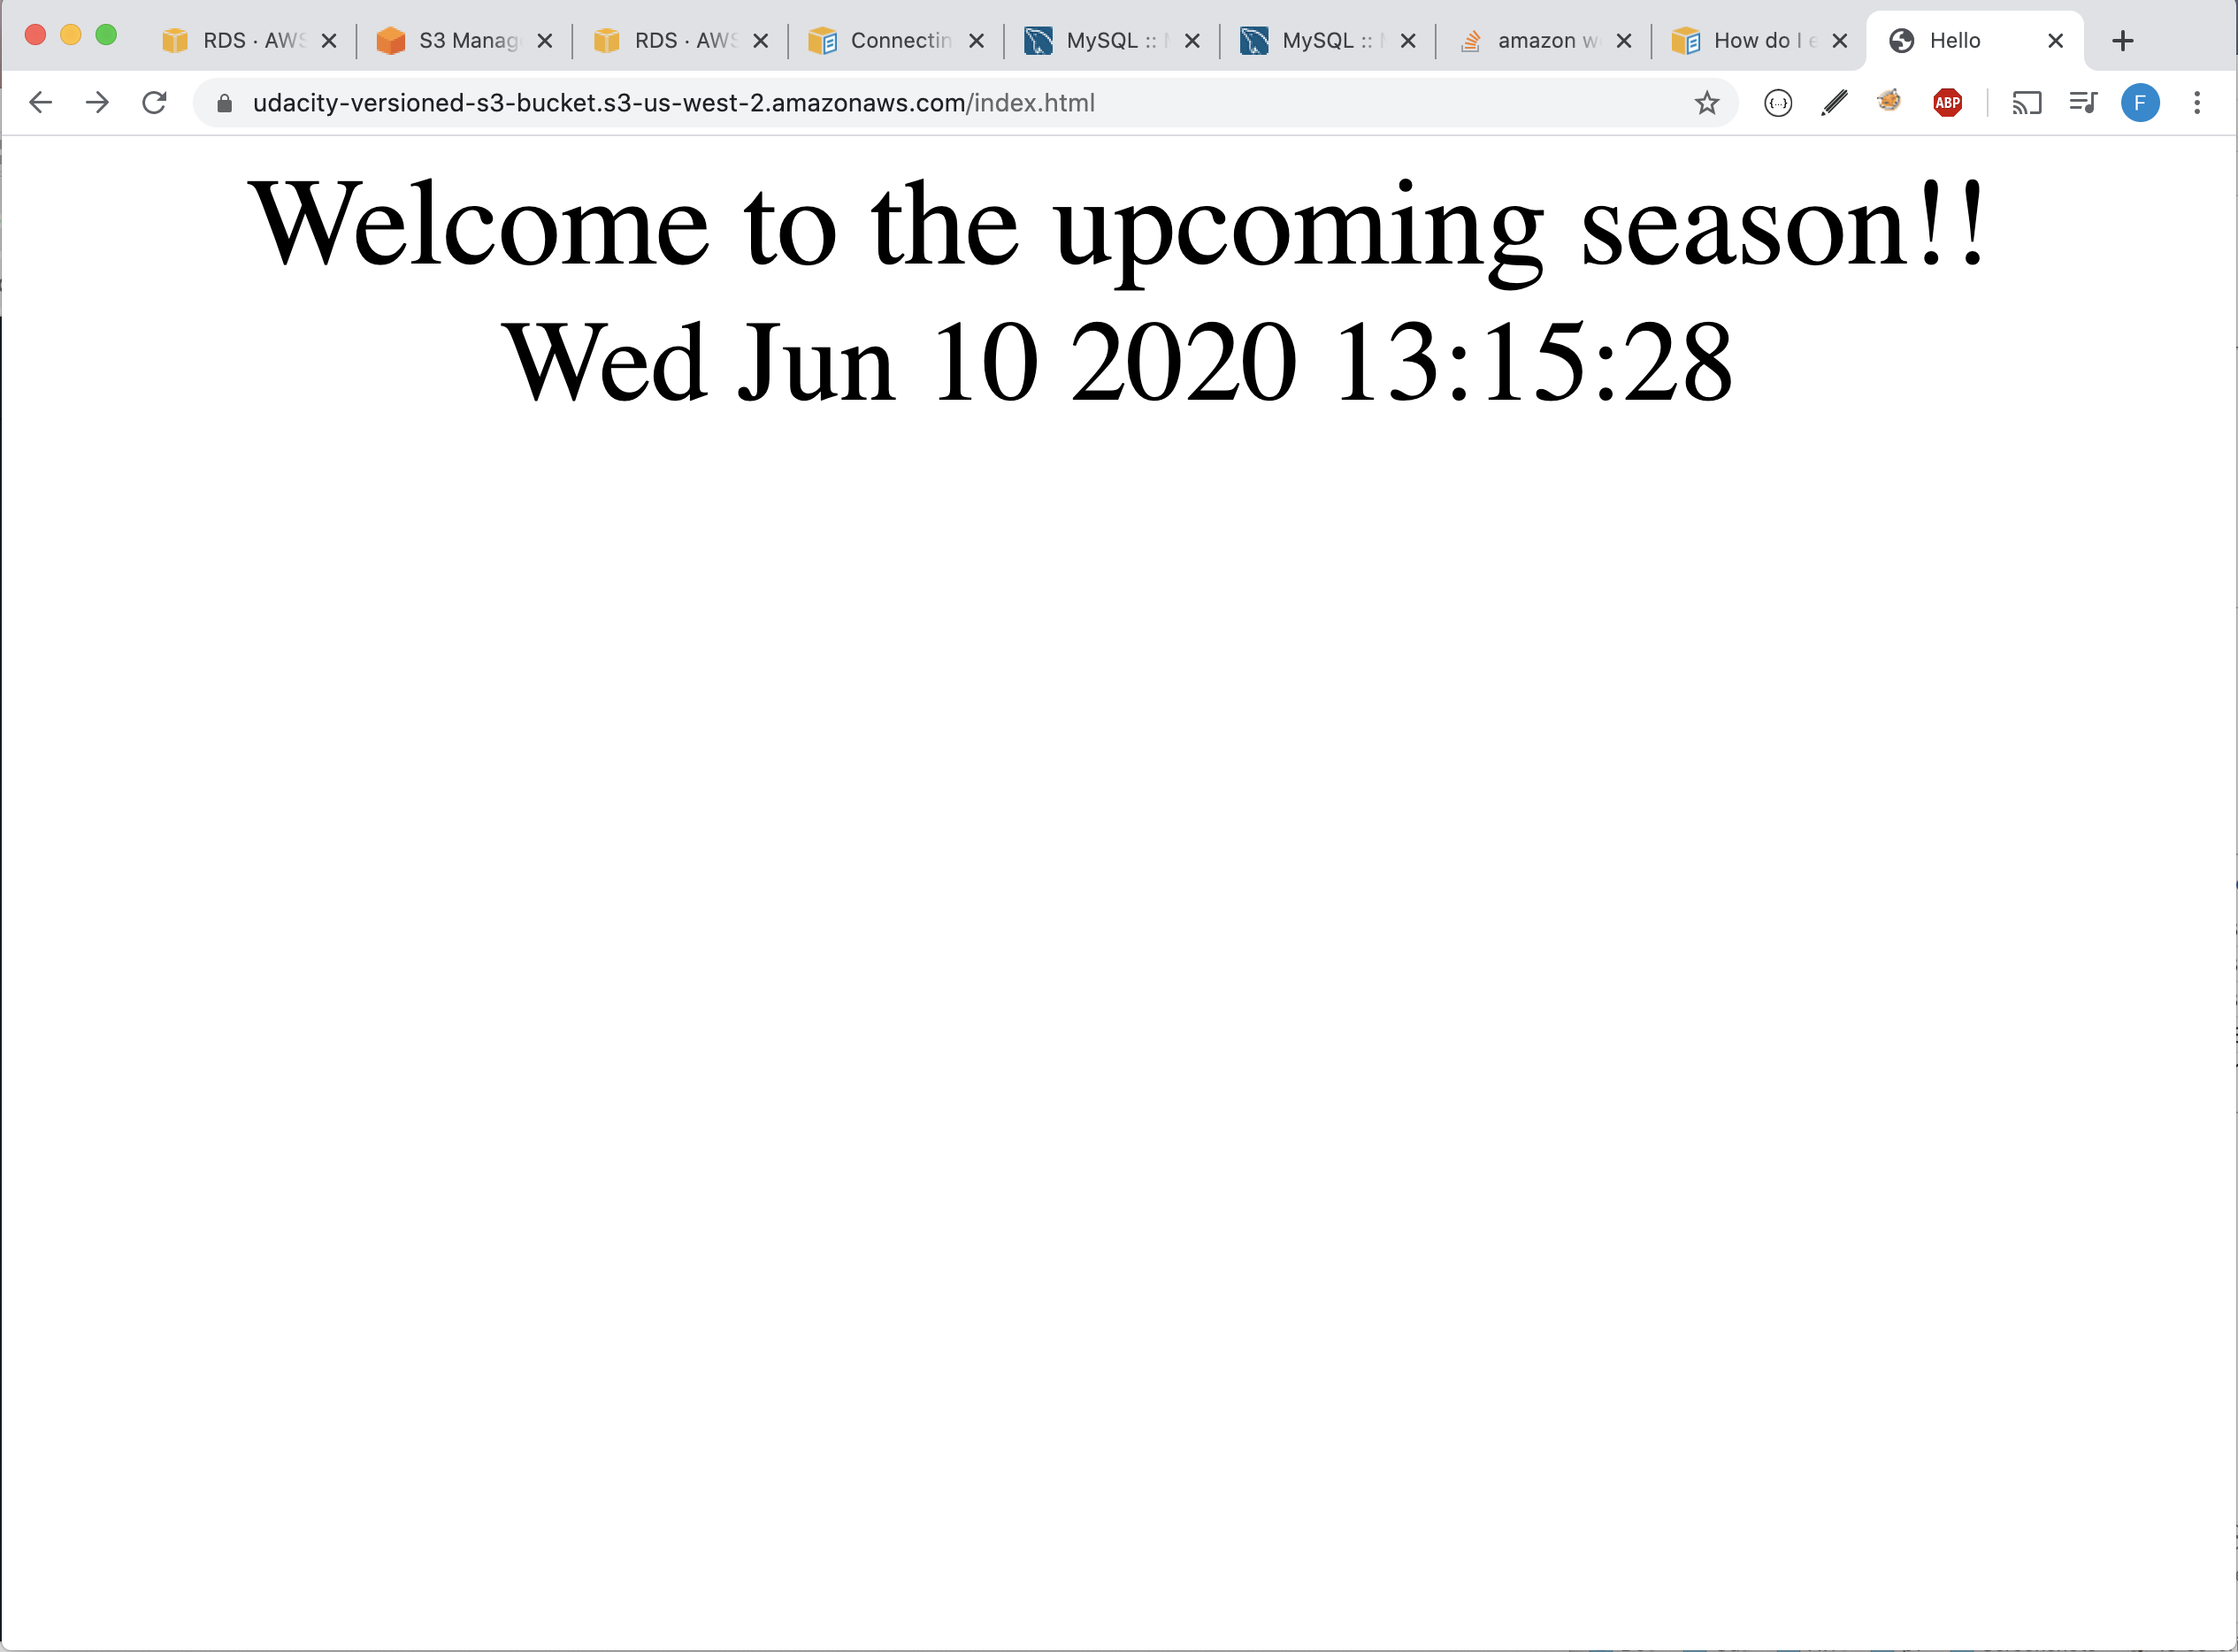 RDS · AWS
S3 Manag
RDS · AWS
Connectin
MySQL ::
MySQL ::
amazon w
How do I e
Hello
udacity-versioned-s3-bucket.s3-us-west-2.amazonaws.com/index.html
{...}
ABP
F
Welcome to the upcoming season!!
Wed Jun 10 2020 13:15:28